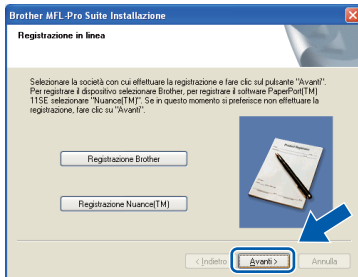 Brother MFL-Pro Suite Installazione
Registrazione in linea
Selezionare la società con cui effettuare la registrazione e fare clic sul pulsante "Avanti".
Per registrare il dispositivo selezionare Brother, per registrare il software PaperPort(TM)
11SE selezionare "Nuance(TM)". Se in questo momento si preferisce non effettuare la
registrazione, fare clic su "Avanti".
Registrazione Brother
Registrazione Nuance(TM)
< Indietro
Avanti >
Annulla